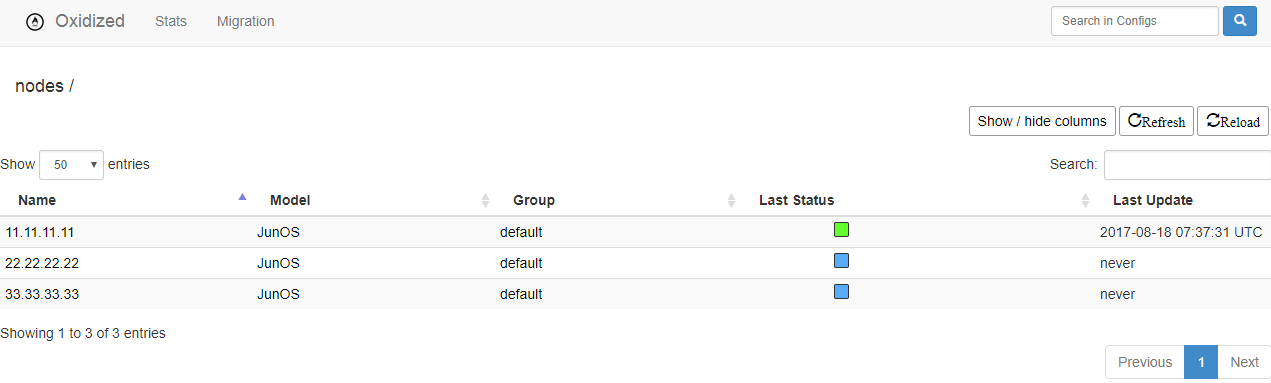 Oxidized Stats Migration Search in Configs
nodes /
Show / hide columns Refresh Reload
Show 50 entries Search:
Name Model Group Last Status Last Update
11.11.11.11 JunOS default 2017-08-18 07:37:31 UTC
22.22.22.22 JunOS default never
33.33.33.33 JunOS default never
Showing 1 to 3 of 3 entries
Previous 1 Next